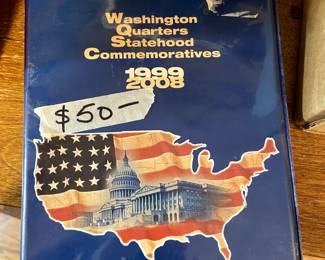 Washington
Quarters
Statehood
Commemoratives
1999
2008
$50-